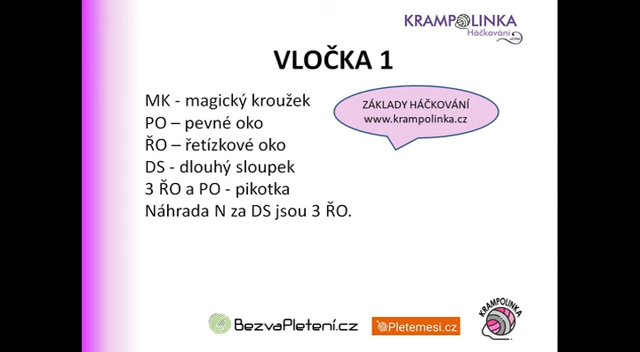 KRAMPOLINKA
Háčkování
VLOČKA 1
MK - magický kroužek
PO – pevné oko
ŘO – řetízkové oko
DS - dlouhý sloupek
3 ŘO a PO - pikotka
Náhrada N za DS jsou 3 ŘO.
ZÁKLADY HÁČKOVÁNÍ
www.krampolinka.cz
BezvaPletení.cz
Pletemesi.cz
KRAMPOLINKA